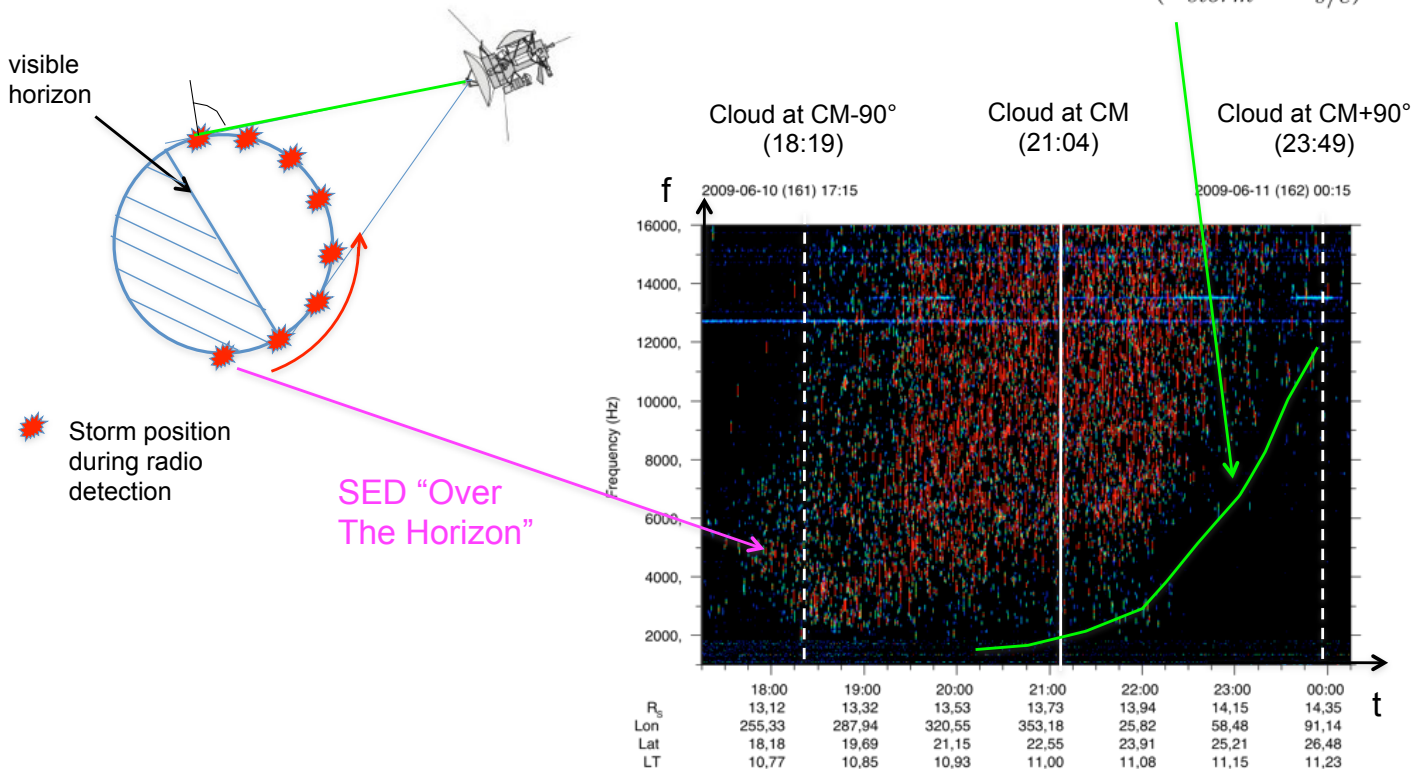 visible
horizon
Cloud at CM-90°
(18:19)
Cloud at CM
(21:04)
Cloud at CM+90°
(23:49)
f
2009-06-10 (161) 17:15
2009-06-11 (162) 00:15
16000,
14000,
12000,
10000,
8000,
6000,
4000,
2000,
Frequency (Hz)
Storm position
during radio
detection
SED “Over
The Horizon”
t
18:00 19:00 20:00 21:00 22:00 23:00 00:00
R_S 13,12 13,32 13,53 13,73 13,94 14,15 14,35
Lon 255,33 287,94 320,55 353,18 25,82 58,48 91,14
Lat 18,18 19,69 21,15 22,55 23,91 25,21 26,48
LT 10,77 10,85 10,93 11,00 11,08 11,15 11,23